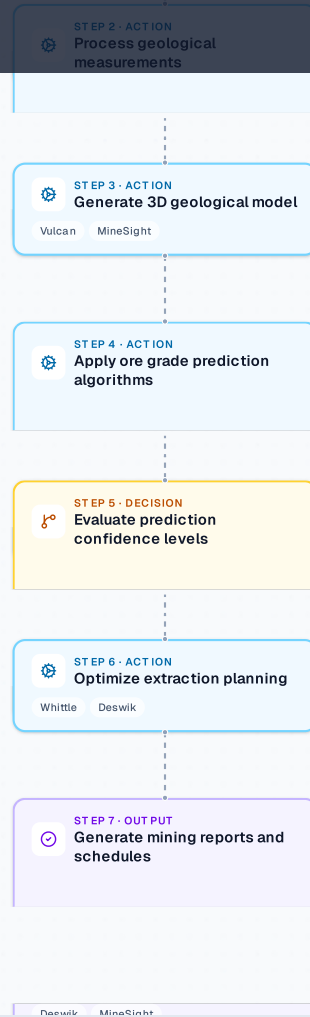 STEP 2 · ACTION
Process geological
measurements
STEP 3 · ACTION
Generate 3D geological model
Vulcan MineSight
STEP 4 · ACTION
Apply ore grade prediction
algorithms
STEP 5 · DECISION
Evaluate prediction
confidence levels
STEP 6 · ACTION
Optimize extraction planning
Whittle Deswik
STEP 7 · OUTPUT
Generate mining reports and
schedules
Deswik MineSight